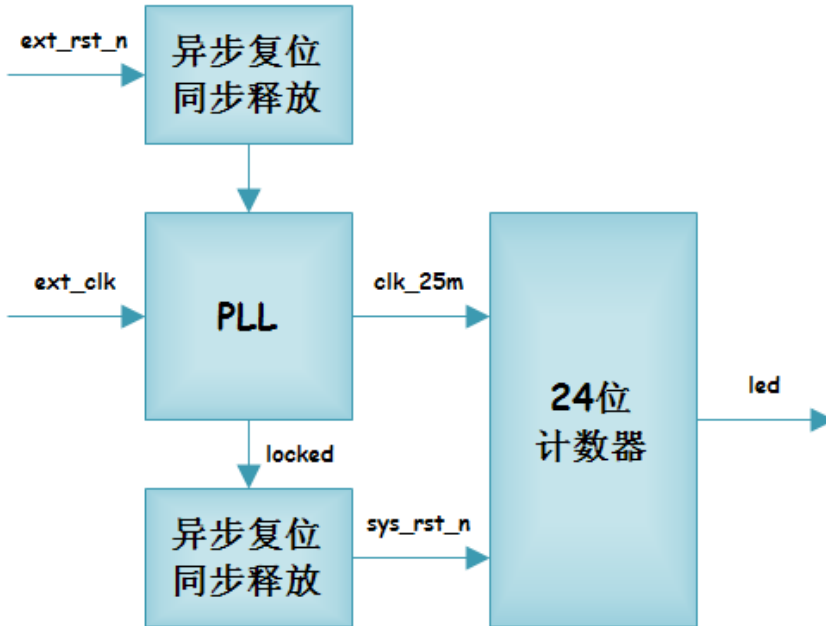 ext_rst_n
异步复位
同步释放
ext_clk
PLL
clk_25m
24位
计数器
led
locked
异步复位
同步释放
sys_rst_n